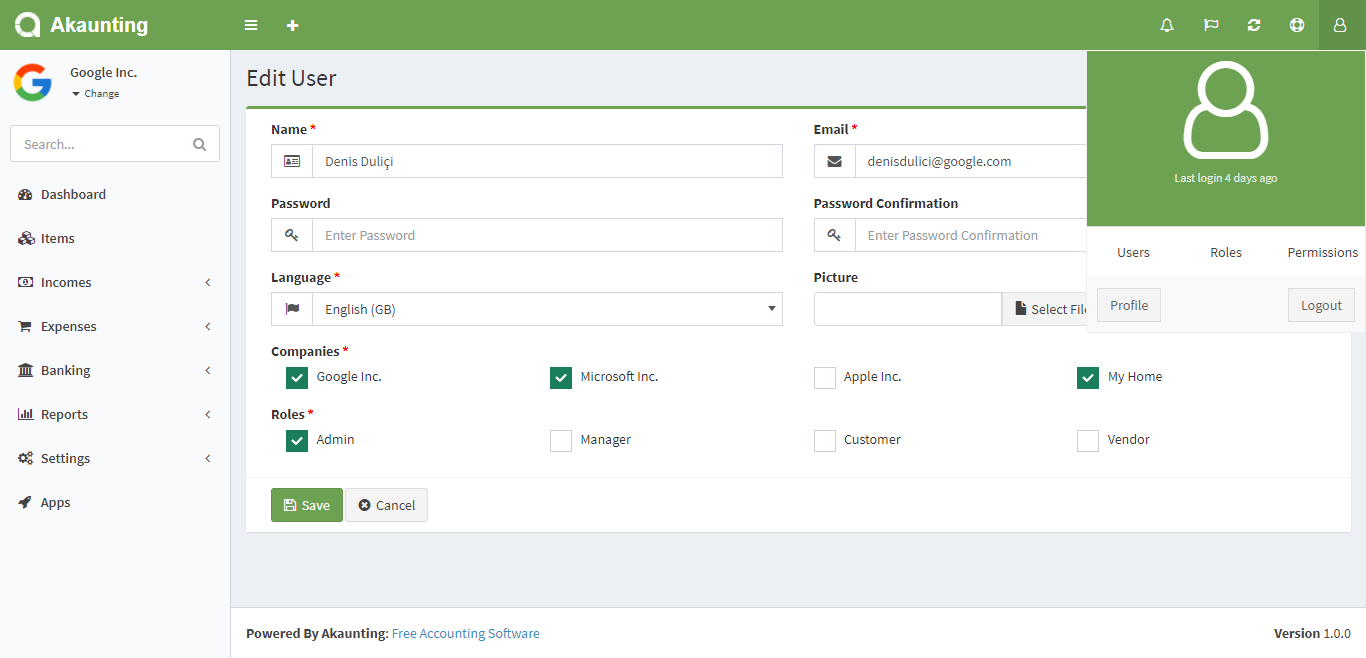 Akaunting
Google Inc.
Change
Search...
Dashboard
Items
Incomes
Expenses
Banking
Reports
Settings
Apps
Edit User
Name *
Email *
Denis Duliçi
denisdulici@google.com
Password
Password Confirmation
Enter Password
Enter Password Confirmation
Language *
Picture
English (GB)
Select File
Companies *
Google Inc.
Microsoft Inc.
Apple Inc.
My Home
Roles *
Admin
Manager
Customer
Vendor
Save
Cancel
Last login 4 days ago
Users
Roles
Permissions
Profile
Logout
Powered By Akaunting: Free Accounting Software
Version 1.0.0